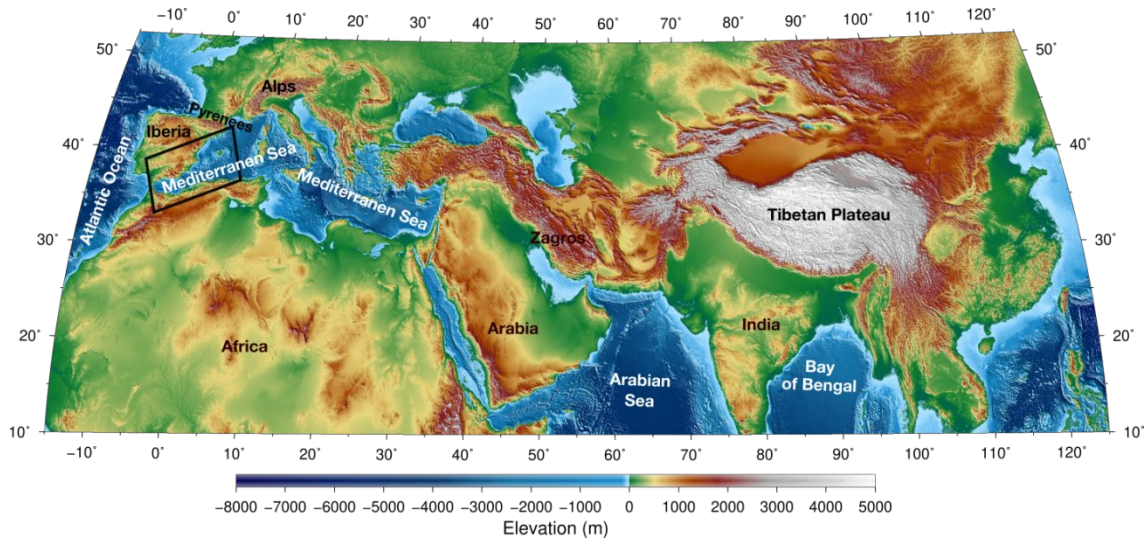 −10° 0° 10° 20° 30° 40° 50° 60° 70° 80° 90° 100° 110° 120°
50° 50°
Alps
Pyrenees
Iberia
40° 40°
Mediterranen Sea
Mediterranen Sea
Atlantic Ocean
Tibetan Plateau
30° 30°
Zagros
20° 20°
Africa
Arabia
India
Arabian
Sea
Bay
of Bengal
10° 10°
−10° 0° 10° 20° 30° 40° 50° 60° 70° 80° 90° 100° 110° 120°
−8000 −7000 −6000 −5000 −4000 −3000 −2000 −1000 0 1000 2000 3000 4000 5000
Elevation (m)